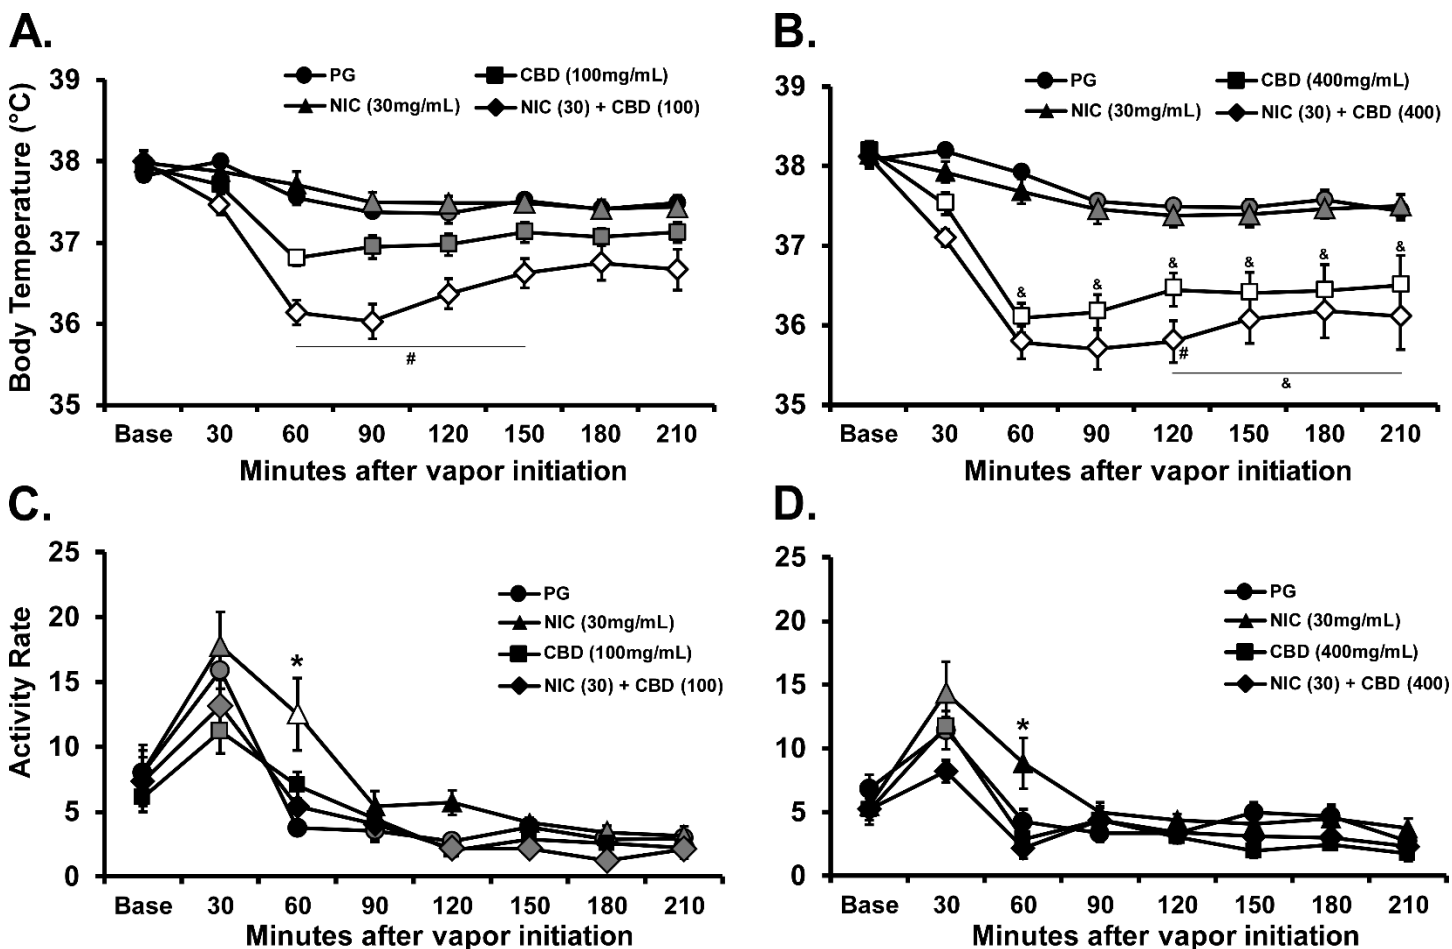 A.
PG
CBD (100mg/mL)
NIC (30mg/mL)
NIC (30) + CBD (100)
Body Temperature (°C)
39
38
37
36
35
#
Base 30 60 90 120 150 180 210
Minutes after vapor initiation
B.
PG
CBD (400mg/mL)
NIC (30mg/mL)
NIC (30) + CBD (400)
39
38
37
36
35
& & & & & &
#
&
Base 30 60 90 120 150 180 210
Minutes after vapor initiation
C.
PG
NIC (30mg/mL)
CBD (100mg/mL)
NIC (30) + CBD (100)
Activity Rate
25
20
15
10
5
0
*
Base 30 60 90 120 150 180 210
Minutes after vapor initiation
D.
PG
NIC (30mg/mL)
CBD (400mg/mL)
NIC (30) + CBD (400)
25
20
15
10
5
0
*
Base 30 60 90 120 150 180 210
Minutes after vapor initiation